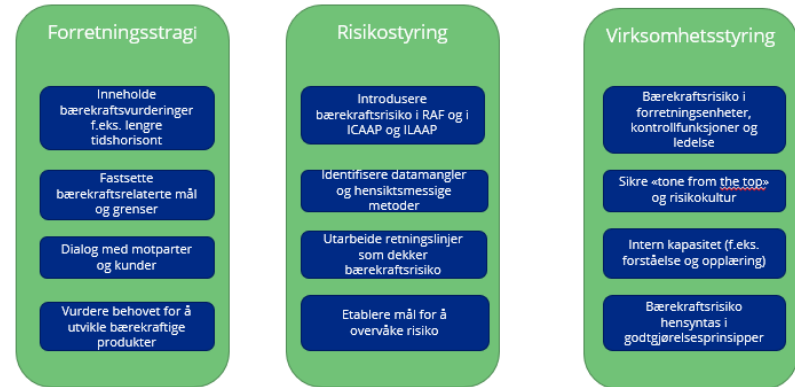 Forretningsstragi
Inneholde
bærekraftsvurderinger
f.eks. lengre
tidshorisont
Fastsette
bærekraftsrelaterte mål
og grenser
Dialog med motparter
og kunder
Vurdere behovet for å
utvikle bærekraftige
produkter
Risikostyring
Introdusere
bærekraftsrisiko i RAF og i
ICAAP og ILAAP
Identifisere datamangler
og hensiktsmessige
metoder
Utarbeide retningslinjer
som dekker
bærekraftsrisiko
Etablere mål for å
overvåke risiko
Virksomhetsstyring
Bærekraftsrisiko i
forretningsenheter,
kontrollfunksjoner og
ledelse
Sikre «tone from the top»
og risikokultur
Intern kapasitet (f.eks.
forståelse og opplæring)
Bærekraftsrisiko
hensyntas i
godtgjørelsesprinsipper